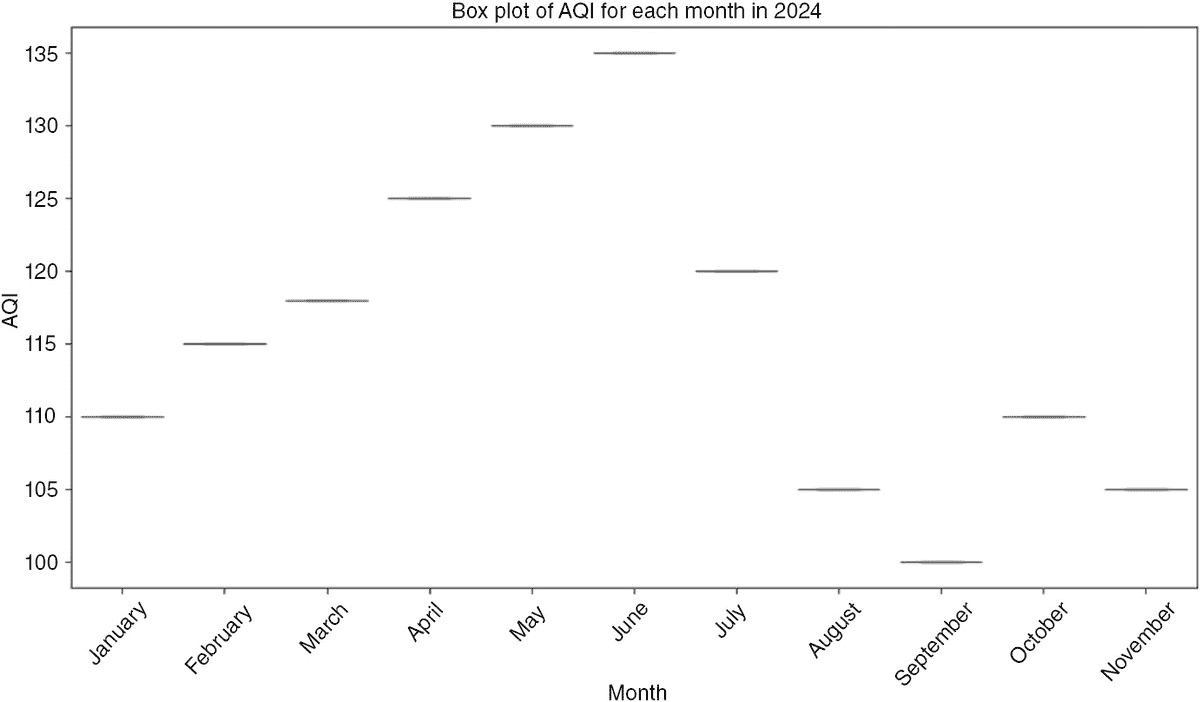 Box plot of AQI for each month in 2024
135
130
125
120
115
110
105
100
AQI
January
February
March
April
May
June
July
August
September
October
November
Month